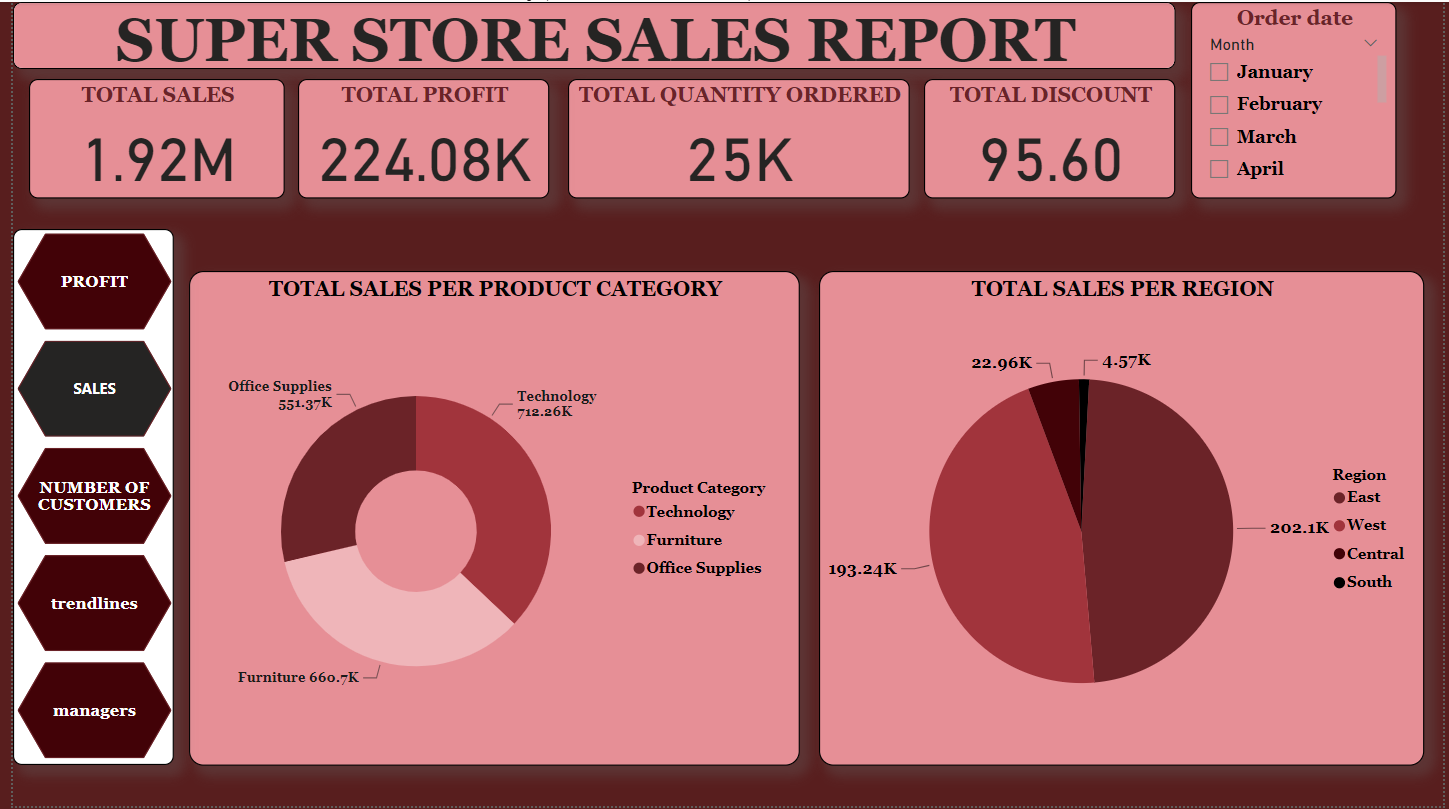 SUPER STORE SALES REPORT
Order date
Month
January
February
March
April
TOTAL SALES
1.92M
TOTAL PROFIT
224.08K
TOTAL QUANTITY ORDERED
25K
TOTAL DISCOUNT
95.60
PROFIT
SALES
NUMBER OF
CUSTOMERS
trendlines
managers
TOTAL SALES PER PRODUCT CATEGORY
Office Supplies
551.37K
Technology
712.26K
Furniture 660.7K
Product Category
Technology
Furniture
Office Supplies
TOTAL SALES PER REGION
22.96K
4.57K
202.1K
193.24K
Region
East
West
Central
South